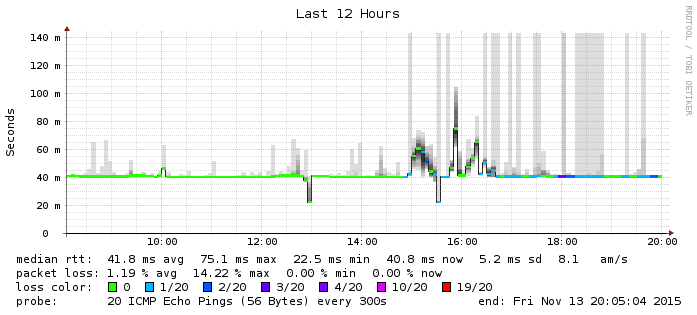 Last 12 Hours
RRDTOOL / TOBI OETIKER
Seconds
140 m
120 m
100 m
80 m
60 m
40 m
20 m
0
10:00 12:00 14:00 16:00 18:00 20:00
median rtt: 41.8 ms avg 75.1 ms max 22.5 ms min 40.8 ms now 5.2 ms sd 8.1 am/s
packet loss: 1.19 % avg 14.22 % max 0.00 % min 0.00 % now
loss color: 0 1/20 2/20 3/20 4/20 10/20 19/20
probe: 20 ICMP Echo Pings (56 Bytes) every 300s end: Fri Nov 13 20:05:04 2015